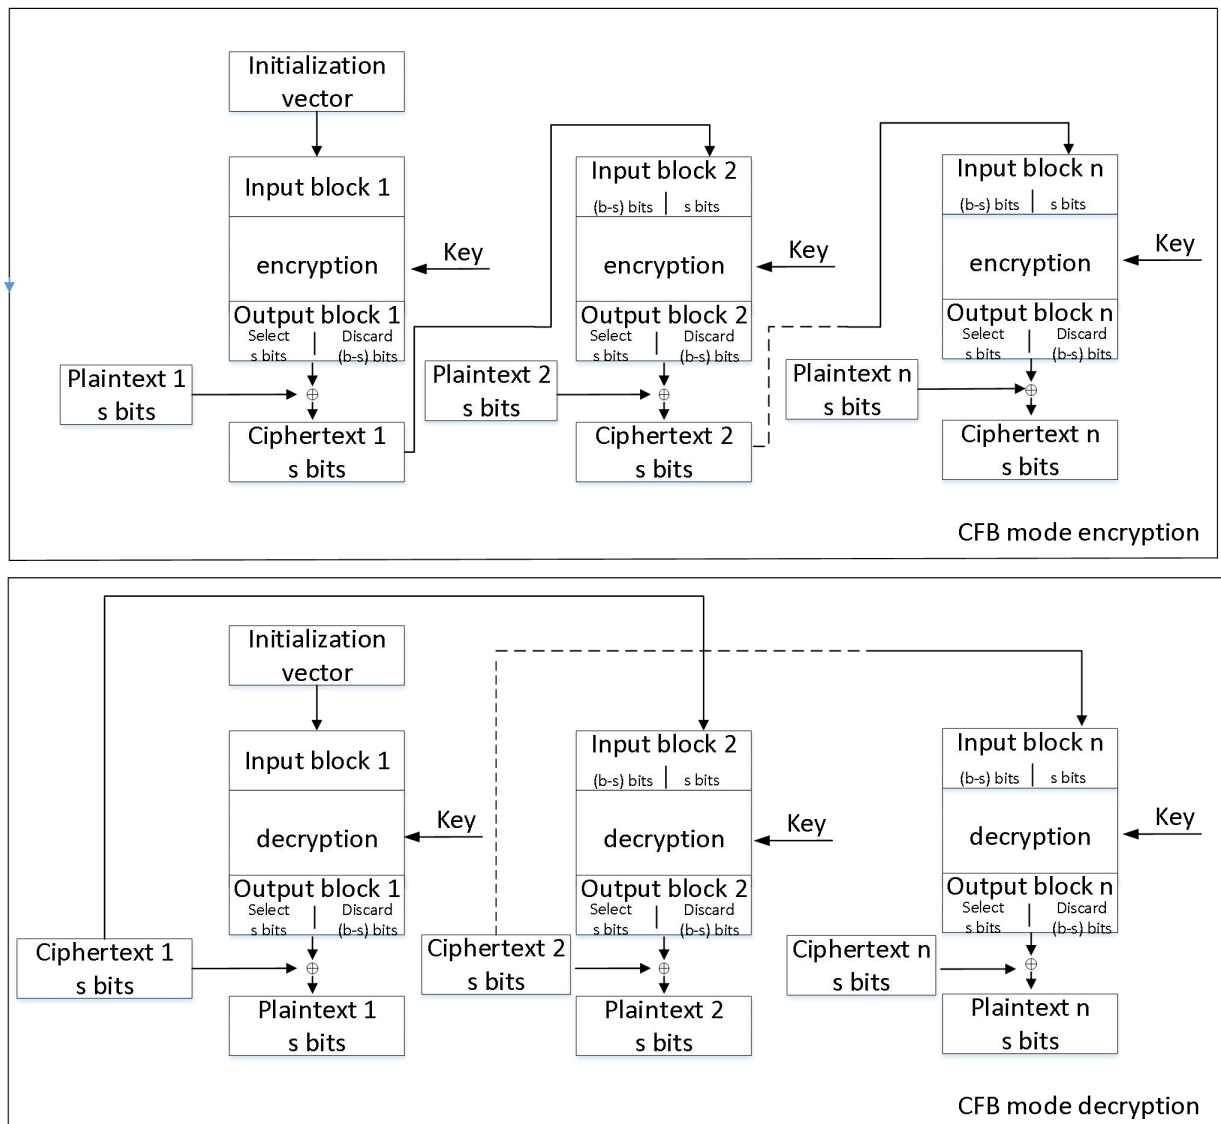 Initialization
vector
Input block 1
encryption
Key
Output block 1
Select
s bits
Discard
(b-s) bits
Plaintext 1
s bits
Ciphertext 1
s bits
Input block 2
(b-s) bits
s bits
encryption
Key
Output block 2
Select
s bits
Discard
(b-s) bits
Plaintext 2
s bits
Ciphertext 2
s bits
Input block n
(b-s) bits
s bits
encryption
Key
Output block n
Select
s bits
Discard
(b-s) bits
Plaintext n
s bits
Ciphertext n
s bits
CFB mode encryption
Initialization
vector
Input block 1
decryption
Key
Output block 1
Select
s bits
Discard
(b-s) bits
Ciphertext 1
s bits
Plaintext 1
s bits
Input block 2
(b-s) bits
s bits
decryption
Key
Output block 2
Select
s bits
Discard
(b-s) bits
Ciphertext 2
s bits
Plaintext 2
s bits
Input block n
(b-s) bits
s bits
decryption
Key
Output block n
Select
s bits
Discard
(b-s) bits
Ciphertext n
s bits
Plaintext n
s bits
CFB mode decryption